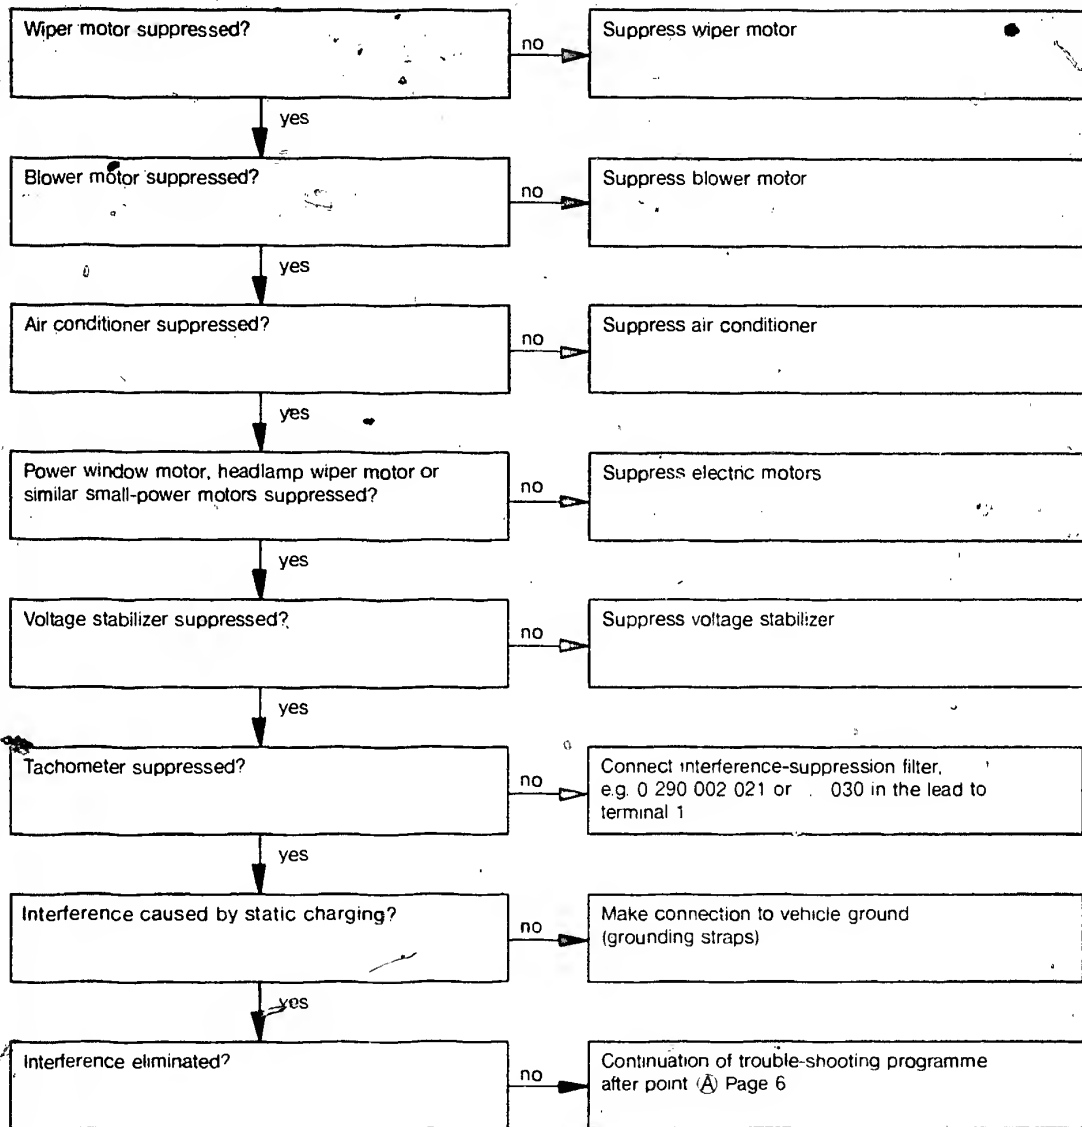 Wiper motor suppressed?
no
Suppress wiper motor
yes
Blower motor suppressed?
no
Suppress blower motor
yes
Air conditioner suppressed?
no
Suppress air conditioner
yes
Power window motor, headlamp wiper motor or
similar small-power motors suppressed?
no
Suppress electric motors
yes
Voltage stabilizer suppressed?
no
Suppress voltage stabilizer
yes
Tachometer suppressed?
no
Connect interference-suppression filter,
e.g. 0 290 002 021 or . 030 in the lead to
terminal 1
yes
Interference caused by static charging?
no
Make connection to vehicle ground
(grounding straps)
yes
Interference eliminated?
no
Continuation of trouble-shooting programme
after point (A) Page 6